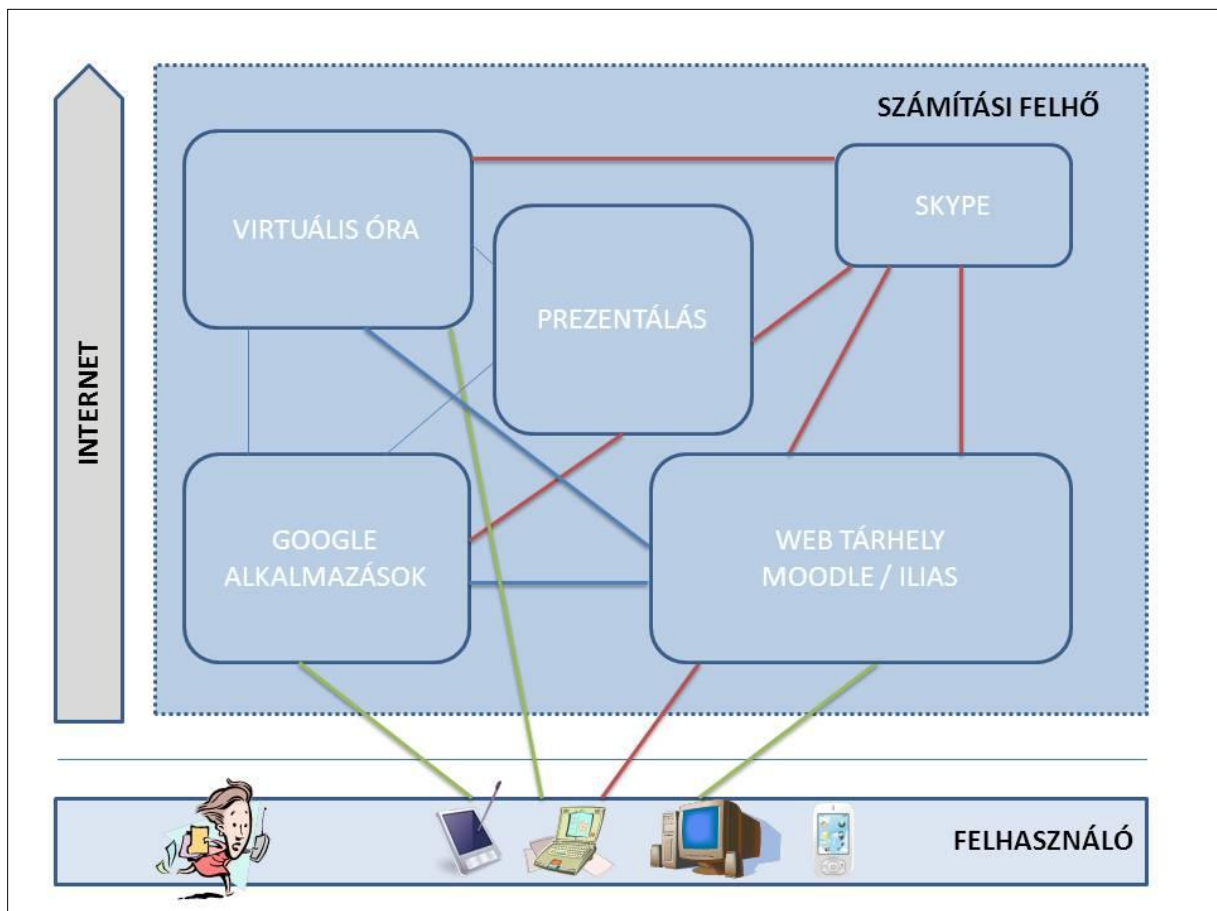 SZÁMÍTÁSI FELHŐ
VIRTUÁLIS ÓRA
SKYPE
PREZENTÁLÁS
INTERNET
GOOGLE
ALKALMAZÁSOK
WEB TÁRHELY
MOODLE / ILIAS
FELHASZNÁLÓ